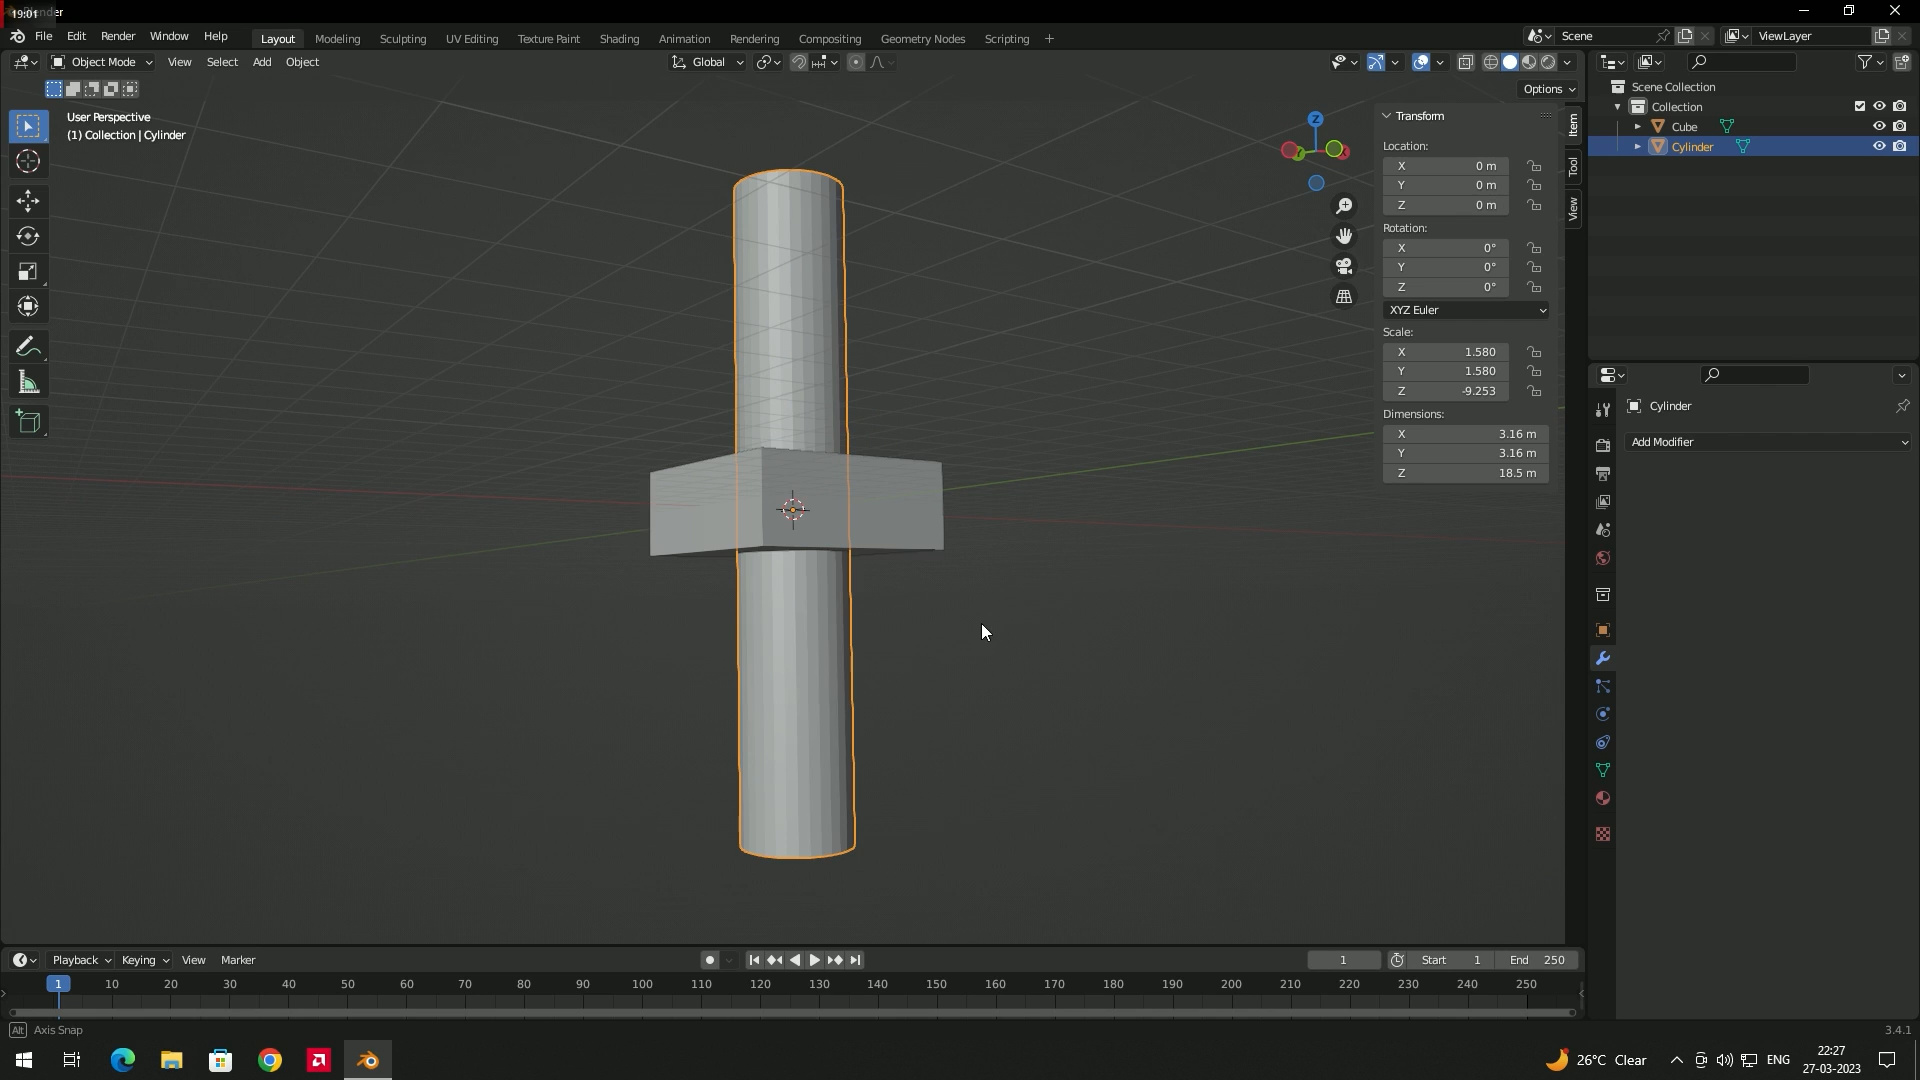 19:01
Blender
File Edit Render Window Help Layout Modeling Sculpting UV Editing Texture Paint Shading Animation Rendering Compositing Geometry Nodes Scripting + Scene ViewLayer
Object Mode View Select Add Object Global
Options
User Perspective
(1) Collection | Cylinder
Z
Transform
Location:
X 0 m
Y 0 m
Z 0 m
Rotation:
X 0°
Y 0°
Z 0°
XYZ Euler
Scale:
X 1.580
Y 1.580
Z -9.253
Dimensions:
X 3.16 m
Y 3.16 m
Z 18.5 m
Item
Tool
View
Scene Collection
Collection
Cube
Cylinder
Cylinder
Add Modifier
Playback Keying View Marker 1 Start 1 End 250
1 10 20 30 40 50 60 70 80 90 100 110 120 130 140 150 160 170 180 190 200 210 220 230 240 250
Alt Axis Snap 3.4.1
26°C Clear ENG 22:27
27-03-2023